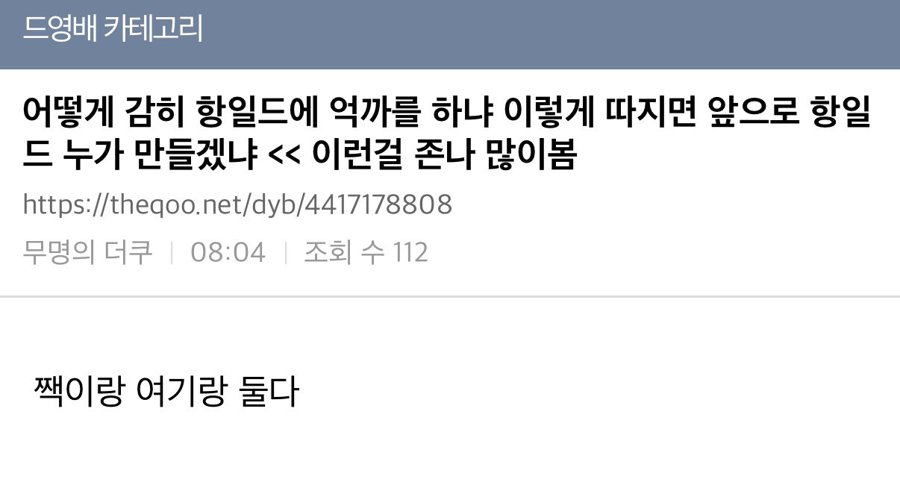 드영배 카테고리
어떻게 감히 항일드에 억까를 하냐 이렇게 따지면 앞으로 항일
드 누가 만들겠냐 << 이런걸 존나 많이봄
https://theqoo.net/dyb/4417178808
무명의 더쿠 | 08:04 | 조회 수 112
짹이랑 여기랑 둘다